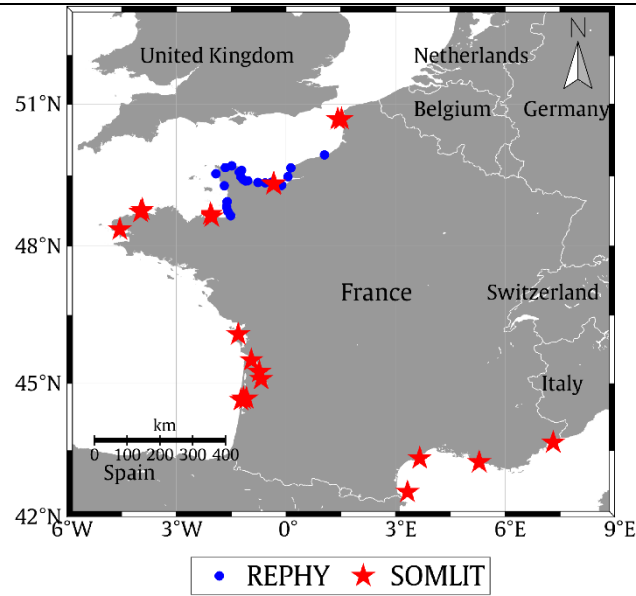 United Kingdom
Netherlands
N
51°N
Belgium
Germany
48°N
France
Switzerland
45°N
Italy
km
0 100 200 300 400
Spain
42°N
6°W 3°W 0° 3°E 6°E 9°E
REPHY SOMLIT